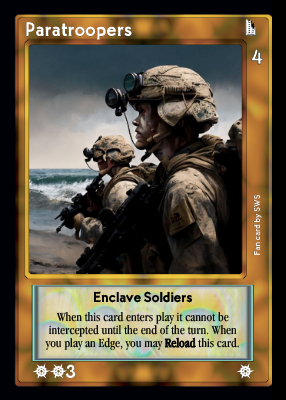 Paratroopers
4
Fan card by SWS
Enclave Soldiers
When this card enters play it cannot be
intercepted until the end of the turn. When
you play an Edge, you may Reload this card.
3